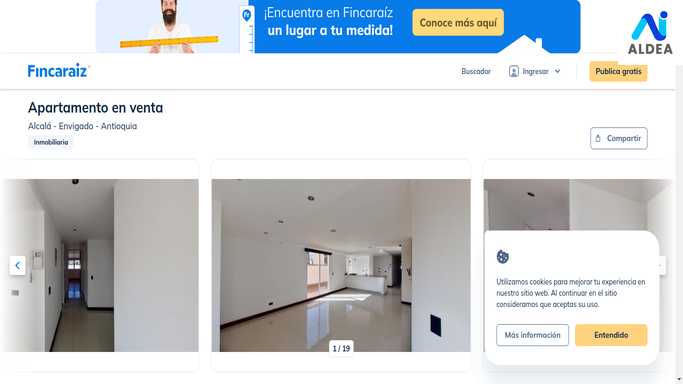 ¡Encuentra en Fincaraíz
un lugar a tu medida!
Fr
Conoce más aquí
ALDEA
Fincaraiz
Buscador
Ingresar
Publica gratis
Apartamento en venta
Alcalá - Envigado - Antioquia
Inmobiliaria
Compartir
1 / 19
Utilizamos cookies para mejorar tu experiencia en
nuestro sitio web. Al continuar en el sitio
consideramos que aceptas su uso.
Más información
Entendido